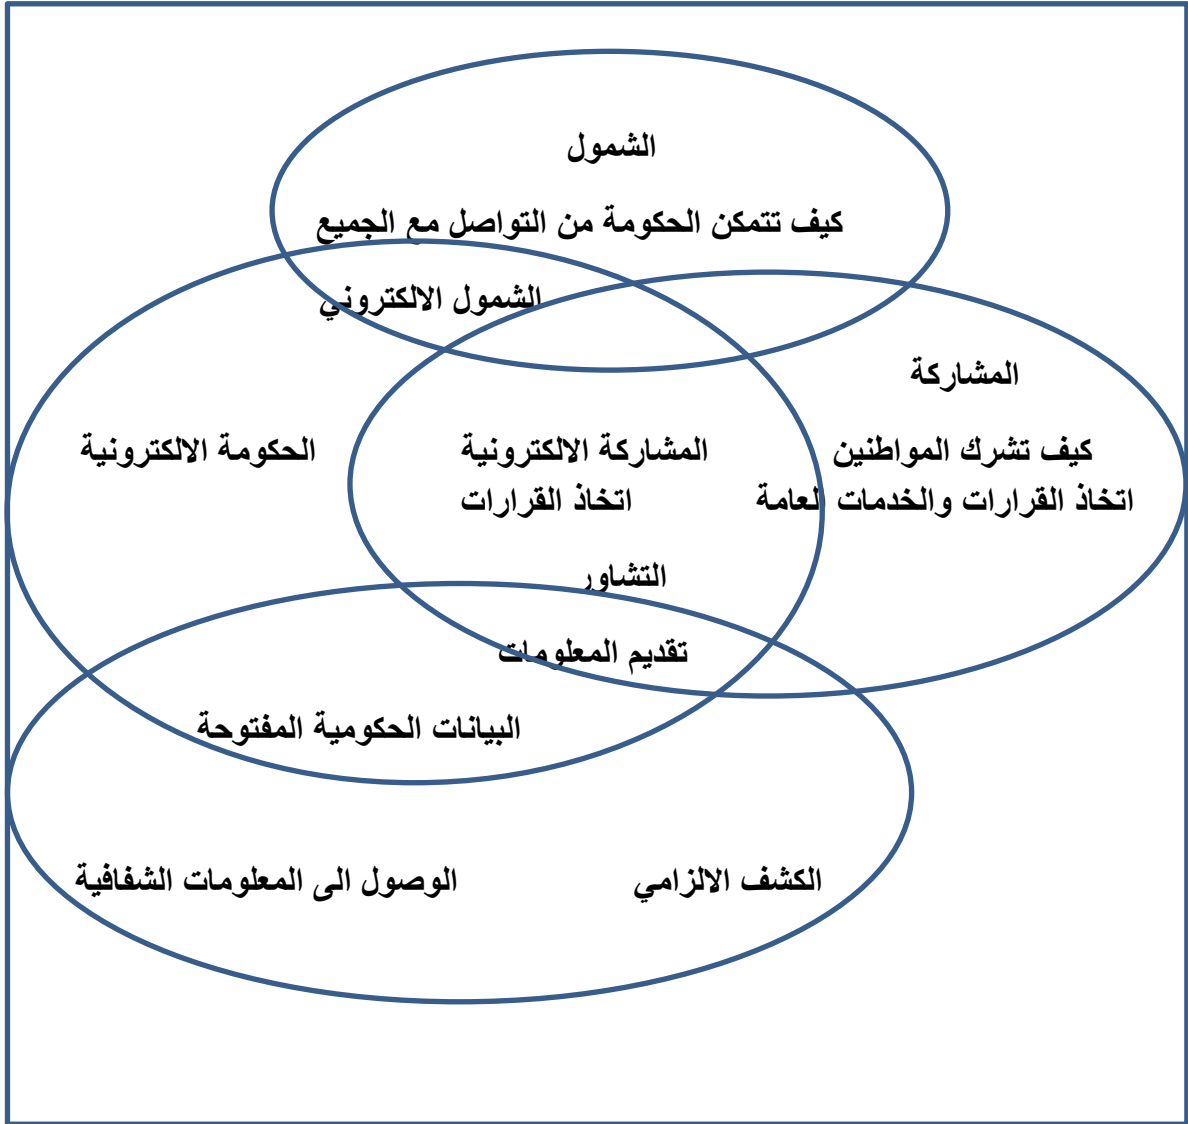 الشمول
كيف تتمكن الحكومة من التواصل مع الجميع
الشمول الالكتروني
المشاركة
كيف تشرك المواطنين
اتخاذ القرارات والخدمات العامة
المشاركة الالكترونية
اتخاذ القرارات
الحكومة الالكترونية
التشاور
تقديم المعلومات
البيانات الحكومية المفتوحة
الكشف الالزامي
الوصول الى المعلومات الشفافية